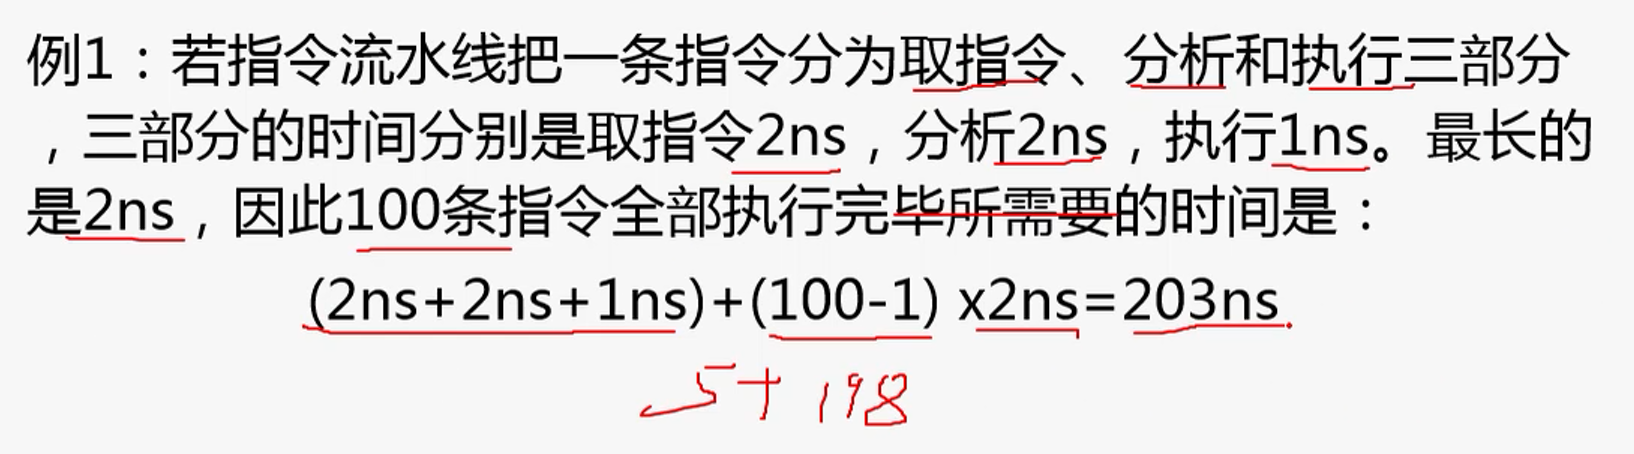 例1：若指令流水线把一条指令分为取指令、分析和执行三部分
，三部分的时间分别是取指令2ns，分析2ns，执行1ns。最长的
是2ns，因此100条指令全部执行完毕所需要的时间是：
(2ns+2ns+1ns)+(100-1) x2ns=203ns
5+198